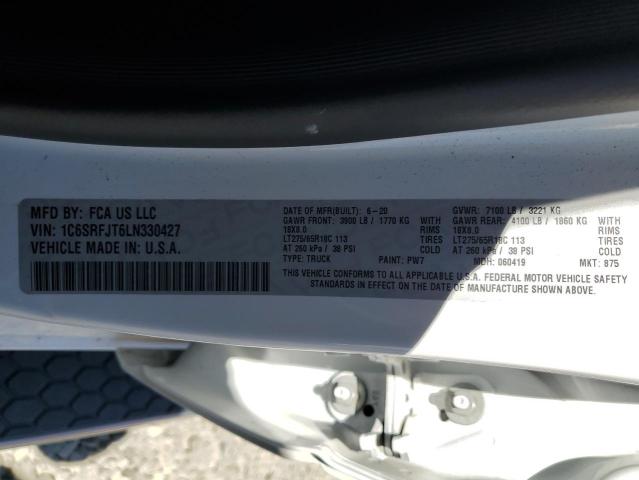 MFD BY: FCA US LLC
VIN: 1C6SRFJT6LN330427
VEHICLE MADE IN U.S.A.
DATE OF MFR(BUILT): 6-20 GVWR: 7100 LB / 3221 KG
GAWR FRONT: 3900 LB / 1770 KG WITH GAWR REAR: 4100 LB / 1860 KG WITH
18X8.0 RIMS 18X8.0 RIMS
LT275/65R18C 113 TIRES LT275/65R18C 113 TIRES
AT 260 kPa / 38 PSI COLD AT 260 kPa / 38 PSI COLD
TYPE: TRUCK PAINT: PW7 MDH: 060419 MKT: 875
THIS VEHICLE CONFORMS TO ALL APPLICABLE U.S.A. FEDERAL MOTOR VEHICLE SAFETY
STANDARDS IN EFFECT ON THE DATE OF MANUFACTURE SHOWN ABOVE.